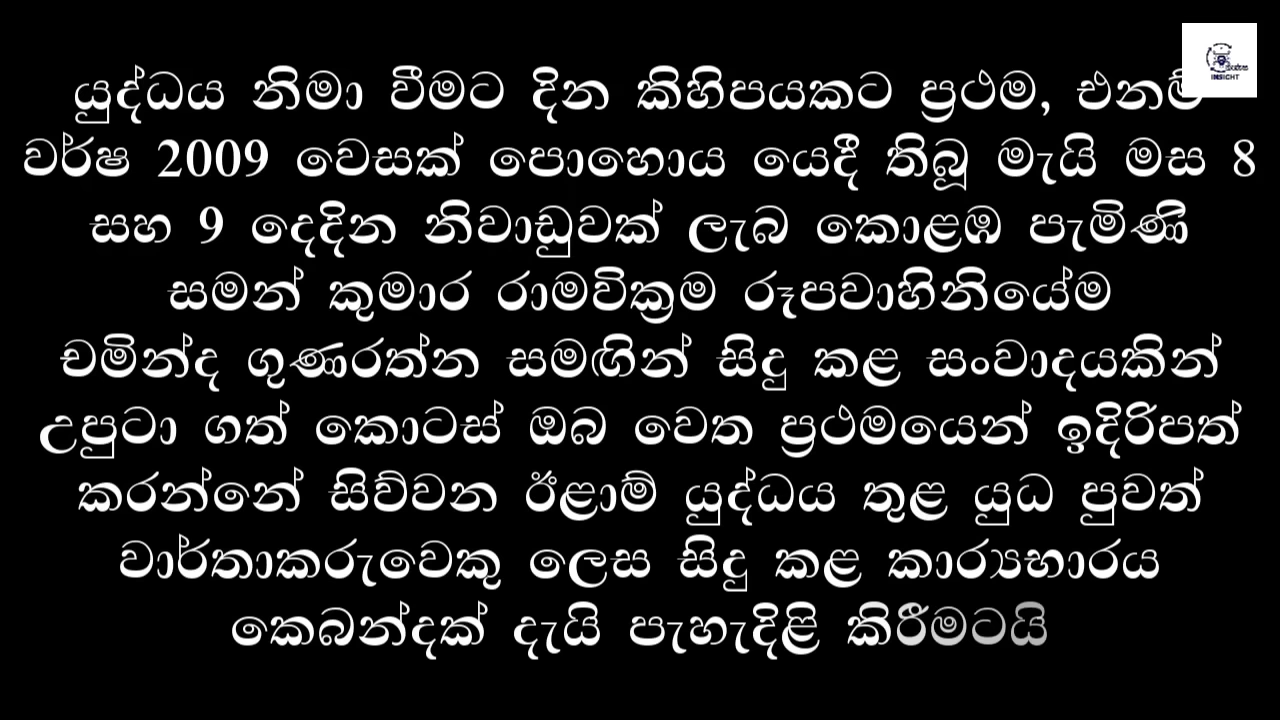 යුද්ධය නිමා වීමට දින කිහිපයකට ප්‍රථම, එනම්
වර්ෂ 2009 වෙසක් පොහොය යෙදී තිබූ මැයි මස 8
සහ 9 දෙදින නිවාඩුවක් ලැබ කොළඹ පැමිණි
සමන් කුමාර රාමවික්‍රම රූපවාහිනියේම
චමින්ද ගුණරත්න සමඟින් සිදු කළ සංවාදයකින්
උපුටා ගත් කොටස් ඔබ වෙත ප්‍රථමයෙන් ඉදිරිපත්
කරන්නේ සිව්වන ඊළාම් යුද්ධය තුළ යුධ පුවත්
වාර්තාකරුවෙකු ලෙස සිදු කළ කාර්‍යභාරය
කෙබන්දක් දැයි පැහැදිළි කිරීමටයි
INSIGHT